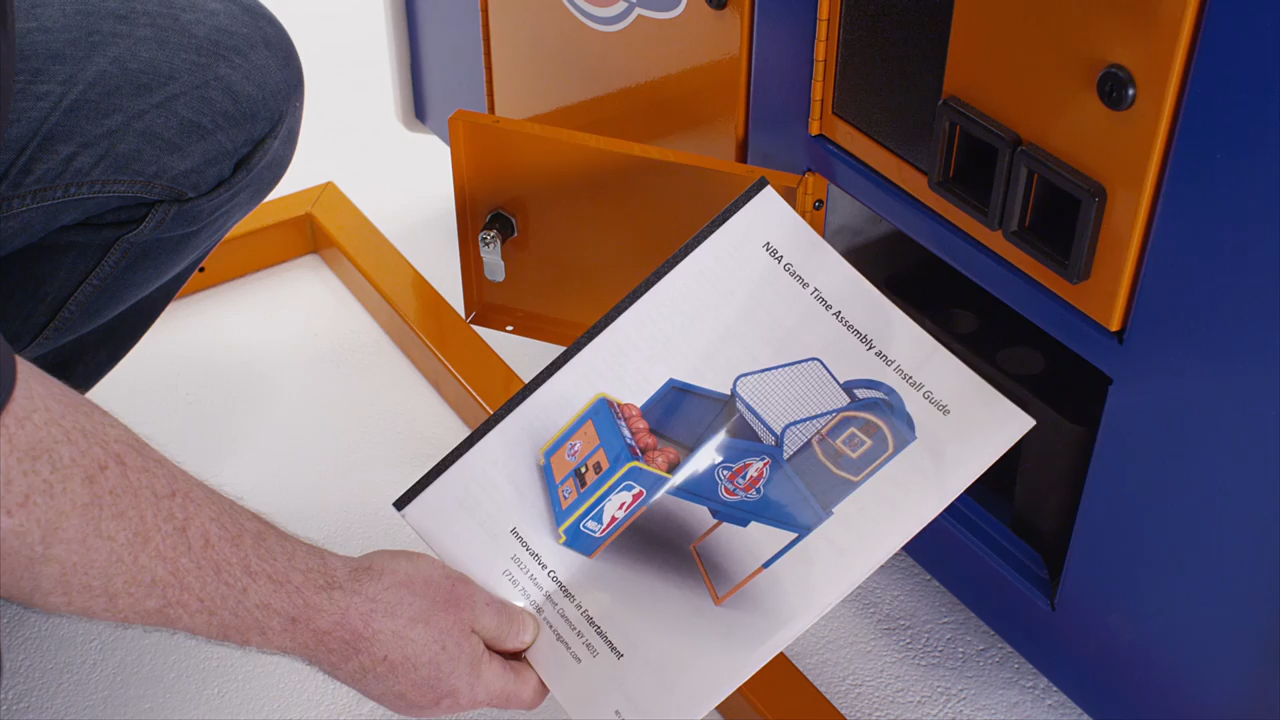 NBA Game Time Assembly and Install Guide
NBA
Innovative Concepts in Entertainment
10123 Main Street, Clarence NY 14031
(716) 759-0360 www.icegame.com